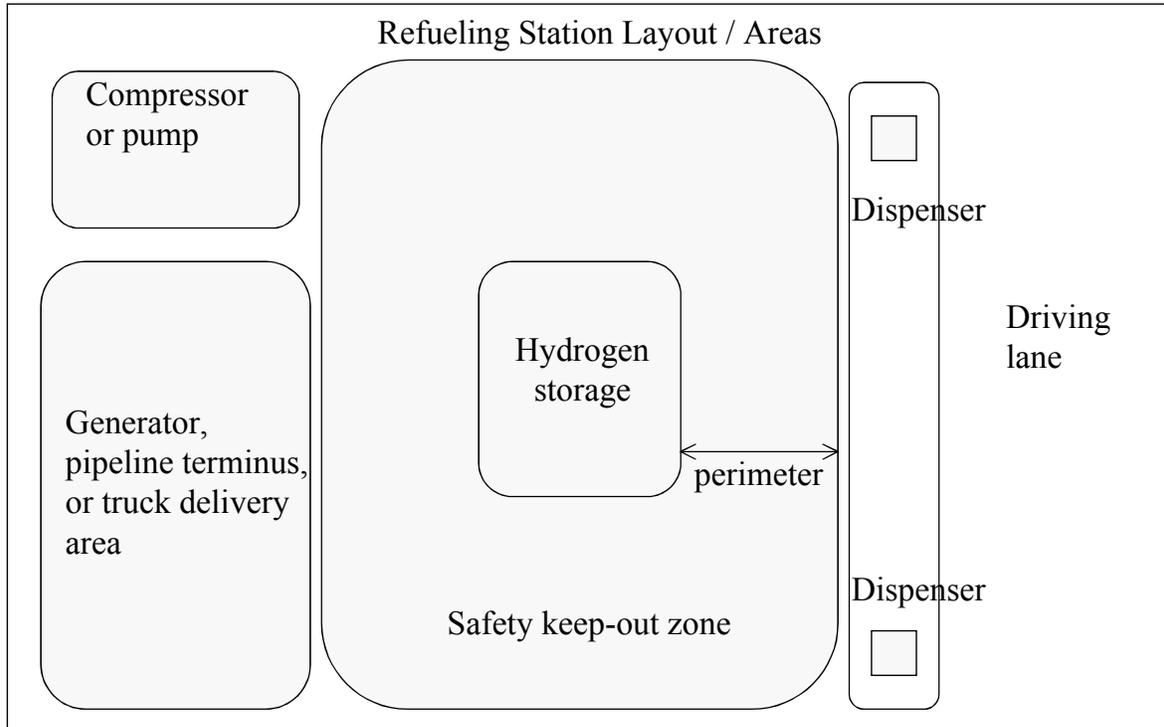 Refueling Station Layout / Areas
Compressor
or pump
Dispenser
Driving
lane
Hydrogen
storage
Generator,
pipeline terminus,
or truck delivery
area
perimeter
Dispenser
Safety keep-out zone